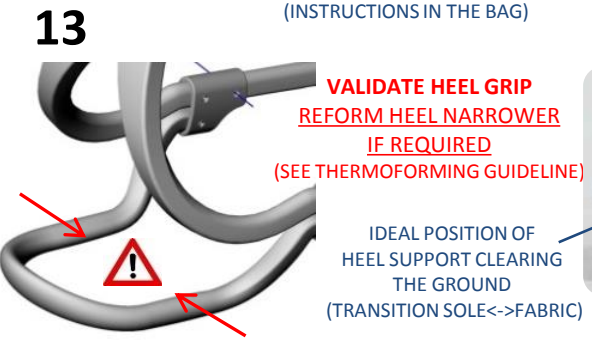 13
(INSTRUCTIONS IN THE BAG)
VALIDATE HEEL GRIP
REFORM HEEL NARROWER
IF REQUIRED
(SEE THERMOFORMING GUIDELINE)
IDEAL POSITION OF
HEEL SUPPORT CLEARING
THE GROUND
(TRANSITION SOLE<->FABRIC)